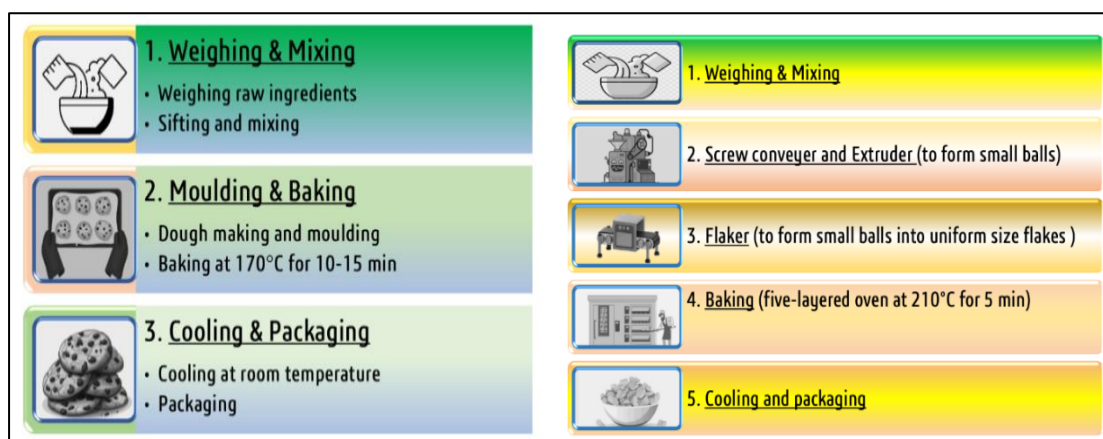 1. Weighing & Mixing
• Weighing raw ingredients
• Sifting and mixing
2. Moulding & Baking
• Dough making and moulding
• Baking at 170°C for 10-15 min
3. Cooling & Packaging
• Cooling at room temperature
• Packaging
1. Weighing & Mixing
2. Screw conveyer and Extruder (to form small balls)
3. Flaker (to form small balls into uniform size flakes )
4. Baking (five-layered oven at 210°C for 5 min)
5. Cooling and packaging